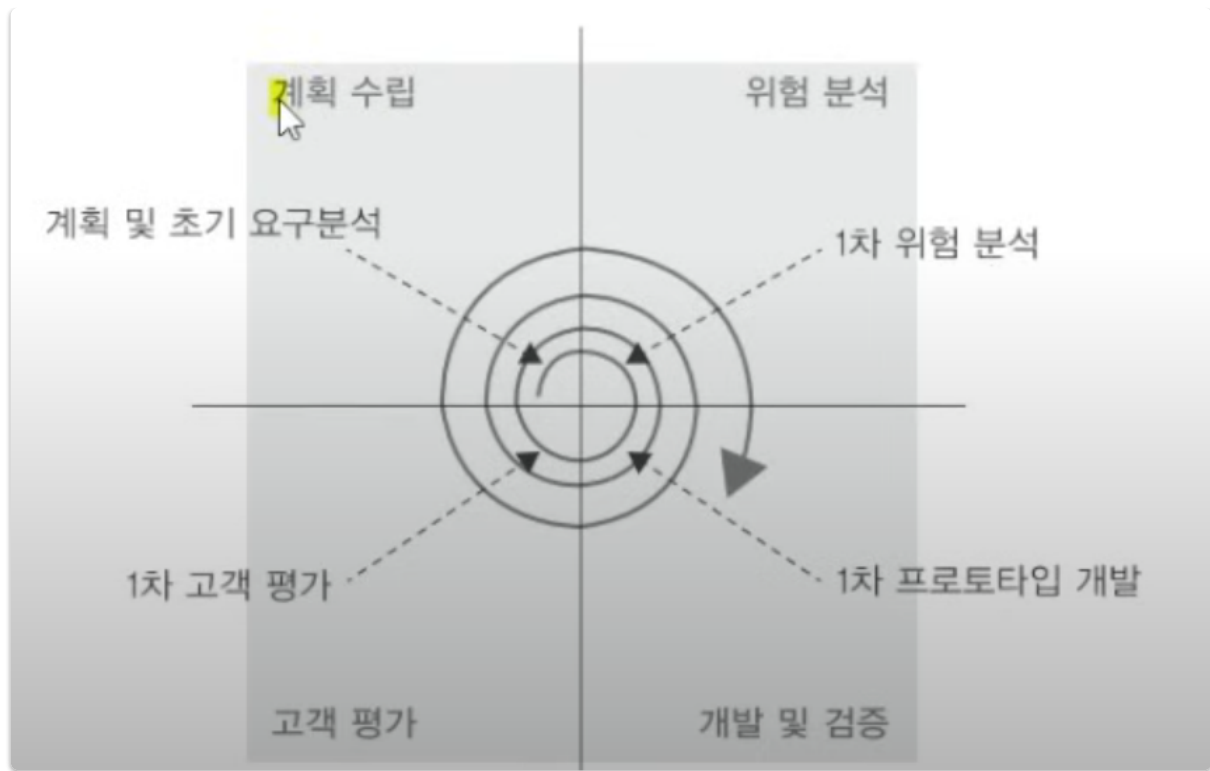 계획 수립
위험 분석
계획 및 초기 요구분석
1차 위험 분석
1차 고객 평가
1차 프로토타입 개발
고객 평가
개발 및 검증